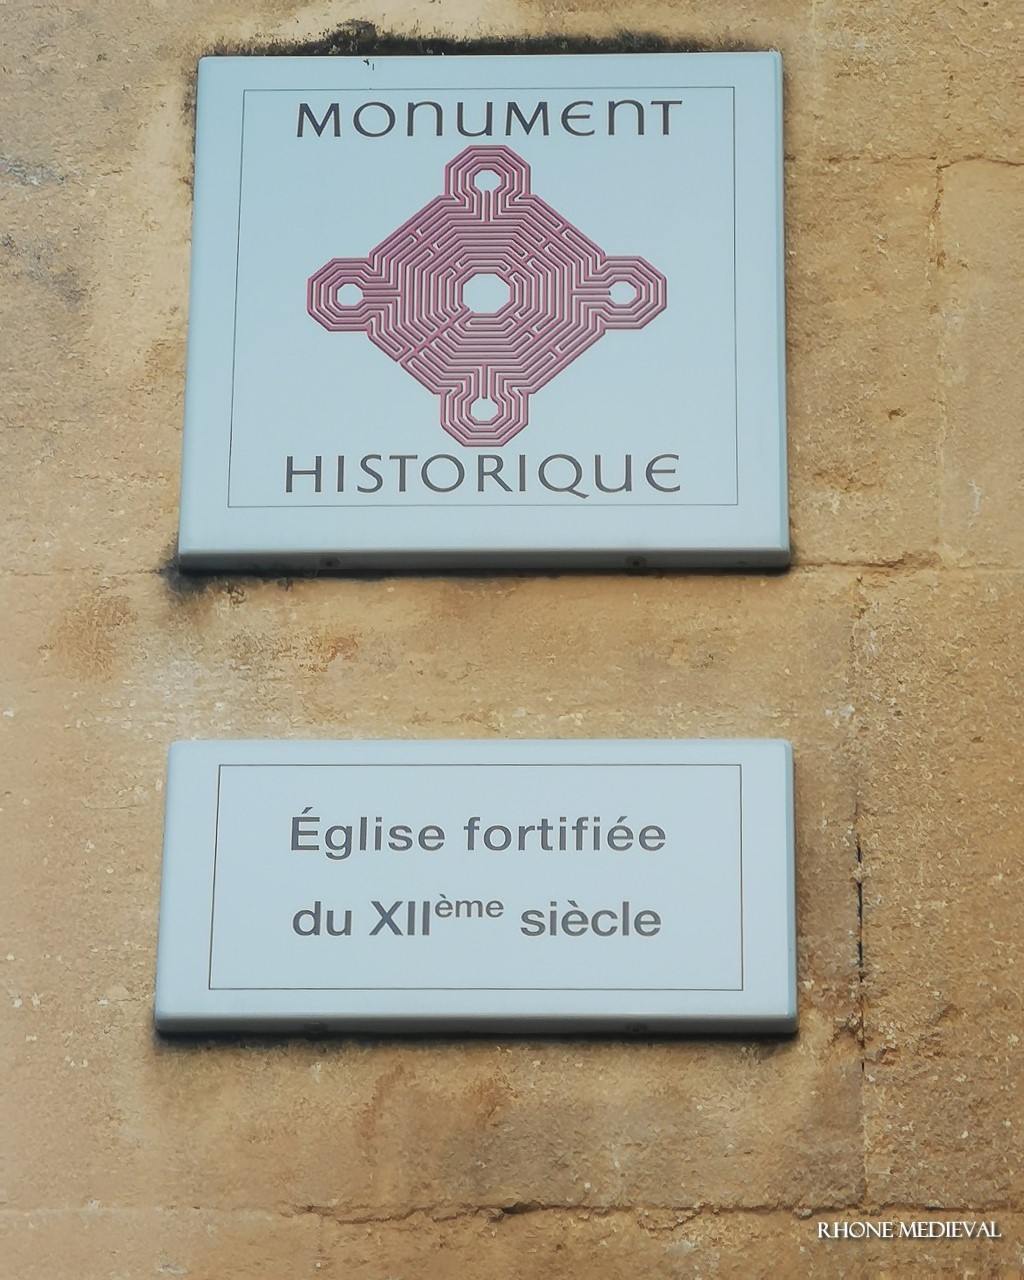 MONUMENT
HISTORIQUE
Église fortifiée
du XIIème siècle
RHONE MEDIEVAL